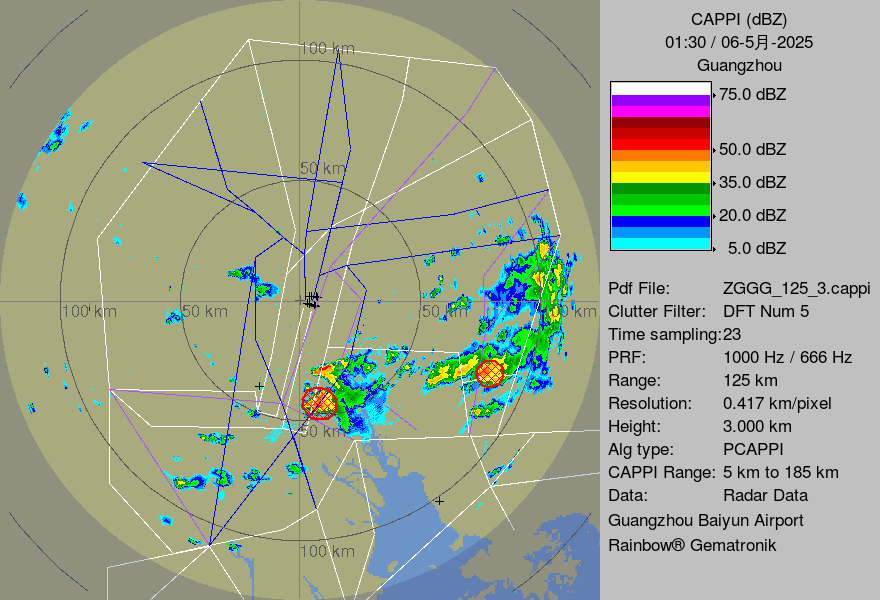 100 km
50 km
100 km
50 km
50 km
100 km
50 km
100 km
CAPPI (dBZ)
01:30 / 06-5月-2025
Guangzhou
75.0 dBZ
50.0 dBZ
35.0 dBZ
20.0 dBZ
5.0 dBZ
Pdf File: ZGGG_125_3.cappi
Clutter Filter: DFT Num 5
Time sampling:23
PRF: 1000 Hz / 666 Hz
Range: 125 km
Resolution: 0.417 km/pixel
Height: 3.000 km
Alg type: PCAPPI
CAPPI Range: 5 km to 185 km
Data: Radar Data
Guangzhou Baiyun Airport
Rainbow® Gematronik